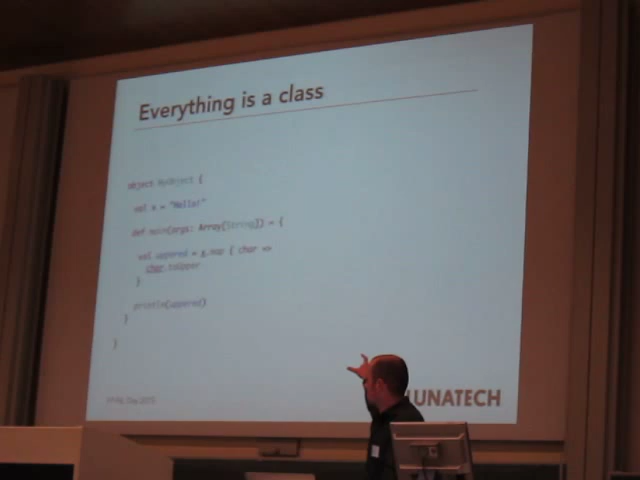 Everything is a class
object MyObject {
val x = "Hello!"
def main(args: Array[String]) = {
val uppered = x.map { char =>
char.toUpper
}
println(uppered)
}
}
LUNATECH